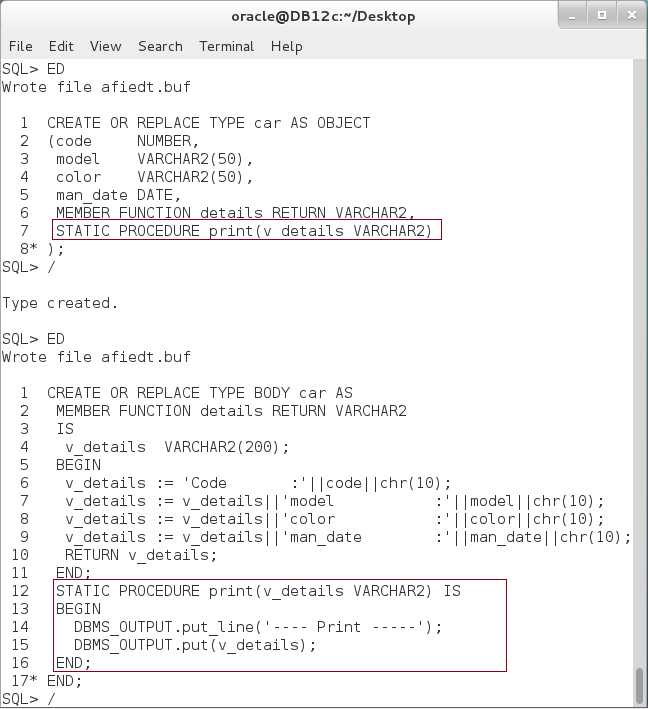 oracle@DB12c:~/Desktop
File Edit View Search Terminal Help
SQL> ED
Wrote file afiedt.buf
1 CREATE OR REPLACE TYPE car AS OBJECT
2 (code NUMBER,
3 model VARCHAR2(50),
4 color VARCHAR2(50),
5 man_date DATE,
6 MEMBER FUNCTION details RETURN VARCHAR2,
7 STATIC PROCEDURE print(v_details VARCHAR2)
8* );
SQL> /
Type created.
SQL> ED
Wrote file afiedt.buf
1 CREATE OR REPLACE TYPE BODY car AS
2 MEMBER FUNCTION details RETURN VARCHAR2
3 IS
4 v_details VARCHAR2(200);
5 BEGIN
6 v_details := 'Code :'||code||chr(10);
7 v_details := v_details||'model :'||model||chr(10);
8 v_details := v_details||'color :'||color||chr(10);
9 v_details := v_details||'man_date :'||man_date||chr(10);
10 RETURN v_details;
11 END;
12 STATIC PROCEDURE print(v_details VARCHAR2) IS
13 BEGIN
14 DBMS_OUTPUT.put_line('---- Print -----');
15 DBMS_OUTPUT.put(v_details);
16 END;
17* END;
SQL> /